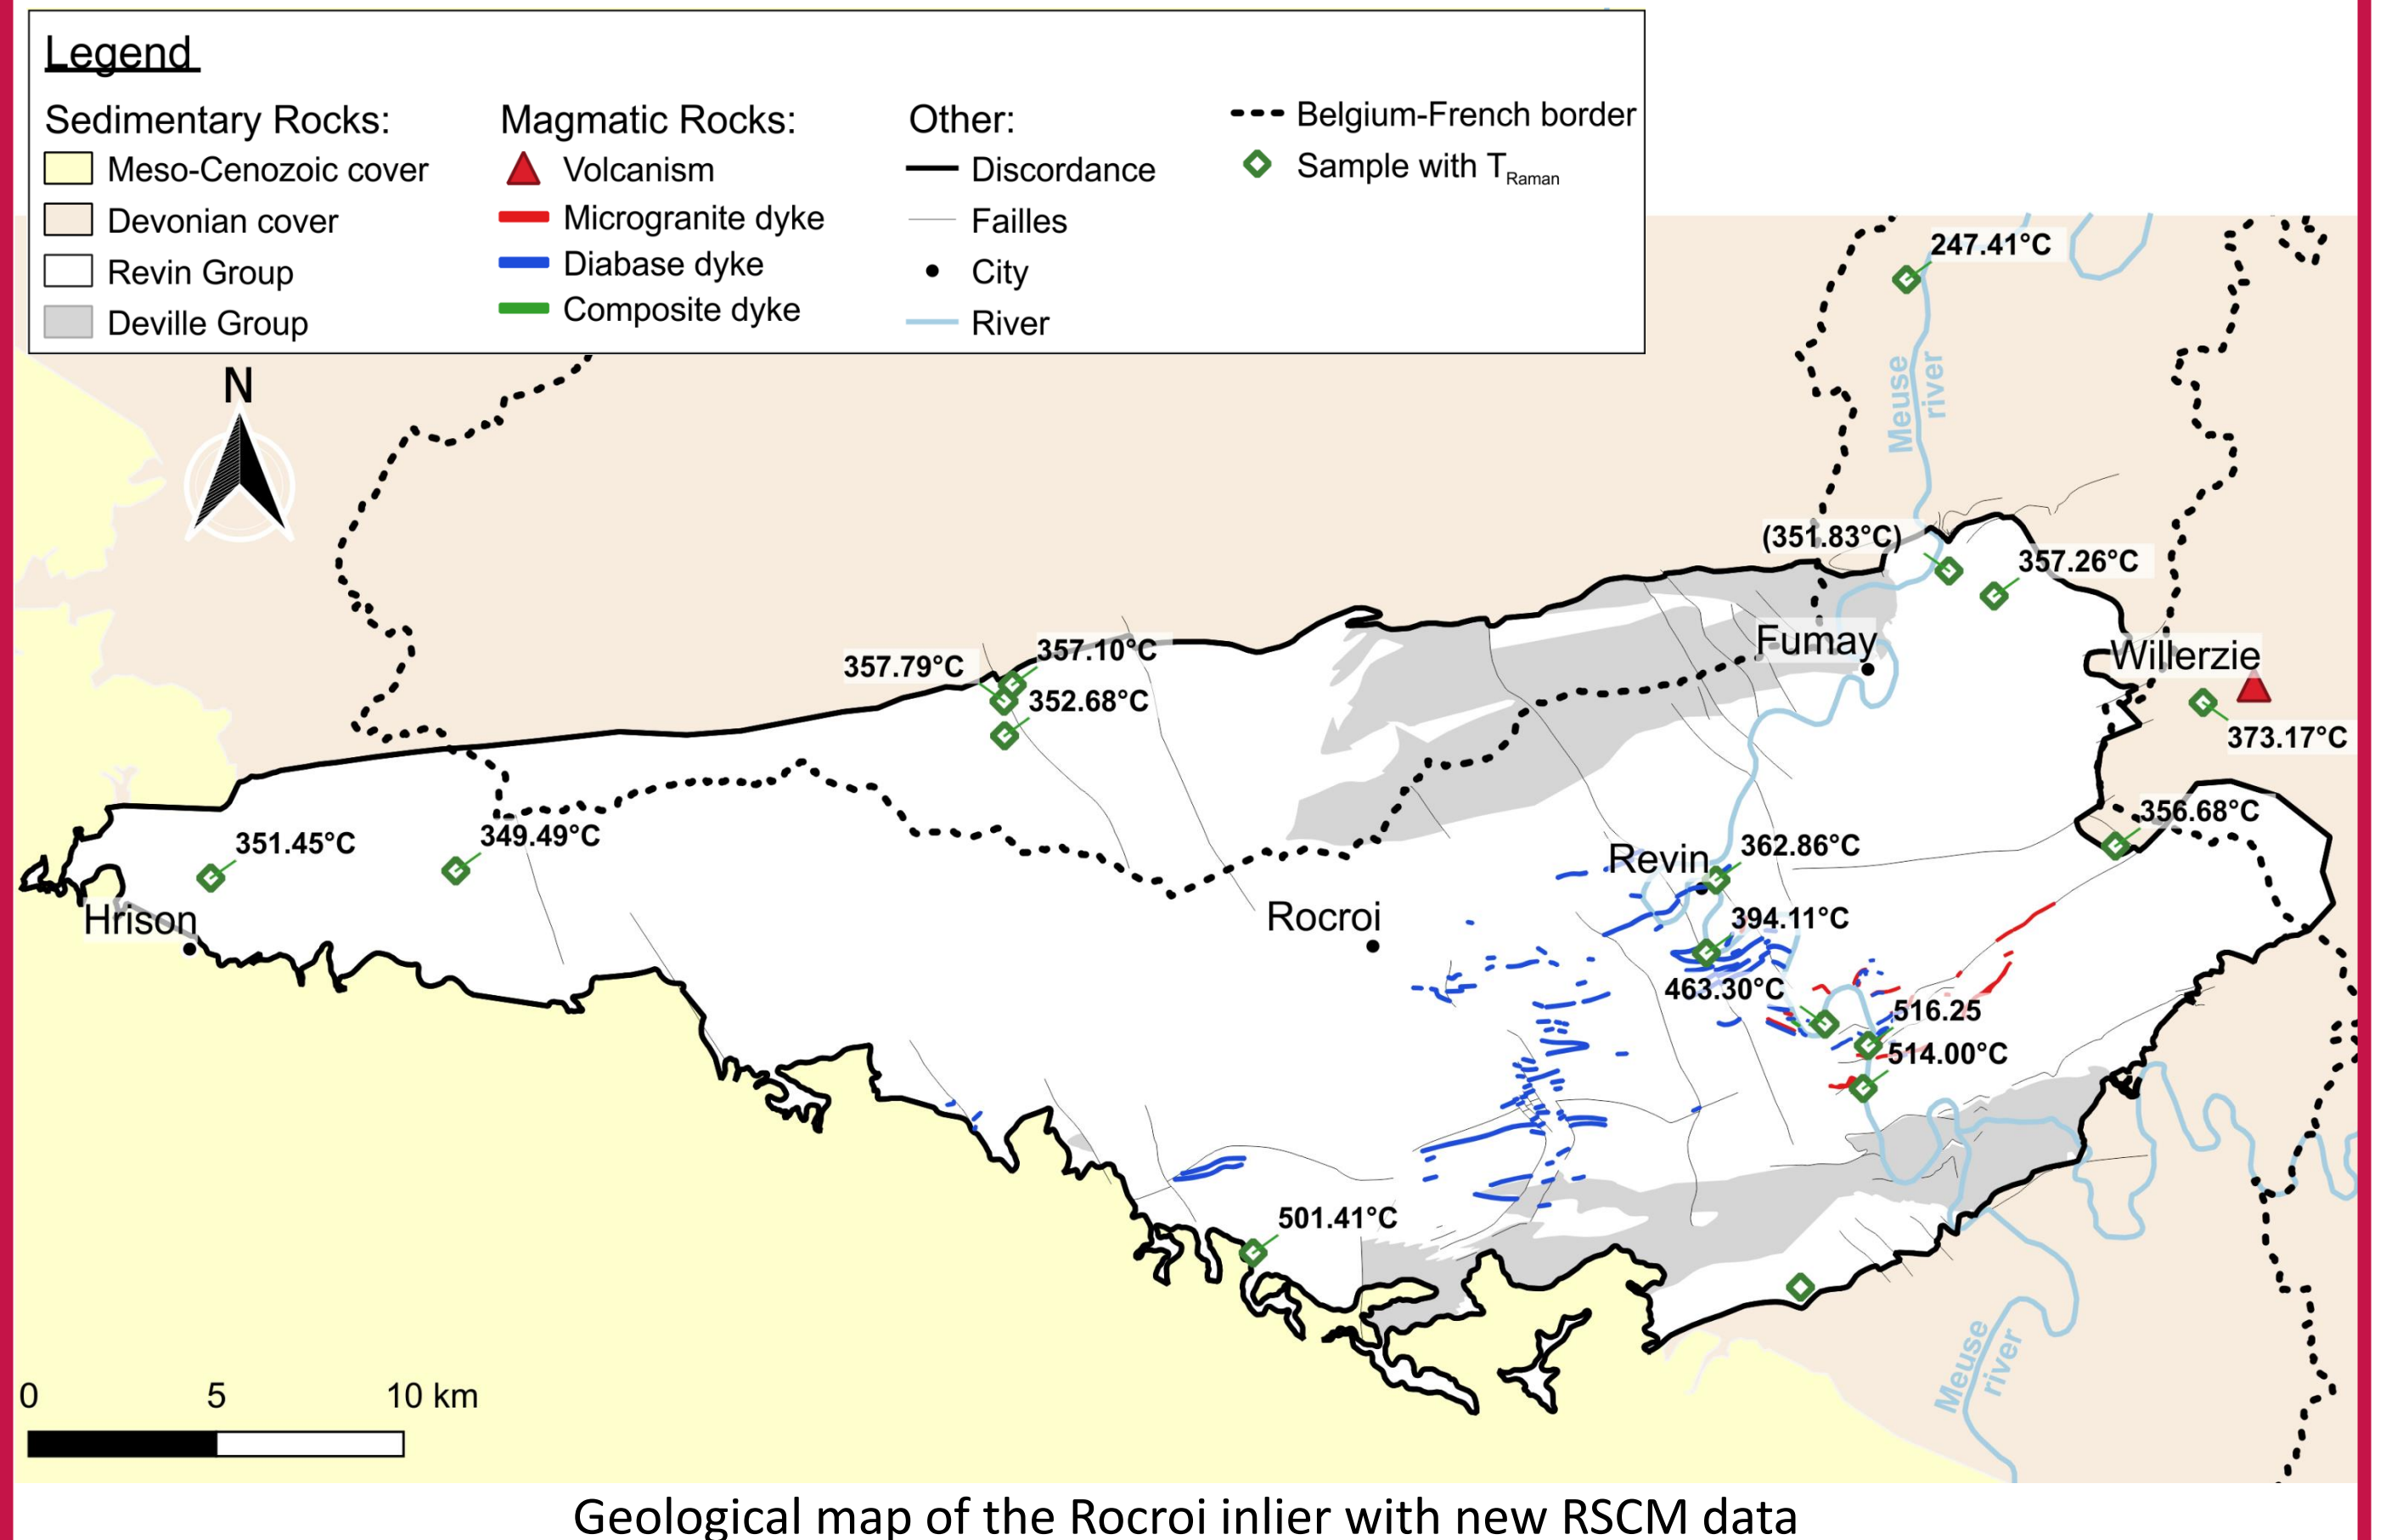 Legend
Sedimentary Rocks:
Meso-Cenozoic cover
Devonian cover
Revin Group
Deville Group
Magmatic Rocks:
Volcanism
Microgranite dyke
Diabase dyke
Composite dyke
Other:
Discordance
Failles
City
River
Belgium-French border
Sample with TRaman
N
247.41°C
Meuse
river
(351.83°C)
357.26°C
Fumay
Willerzie
373.17°C
357.79°C
357.10°C
352.68°C
356.68°C
351.45°C
349.49°C
Revin
362.86°C
Hrison
Rocroi
394.11°C
463.30°C
516.25
514.00°C
501.41°C
Meuse
river
0 5 10 km
Geological map of the Rocroi inlier with new RSCM data